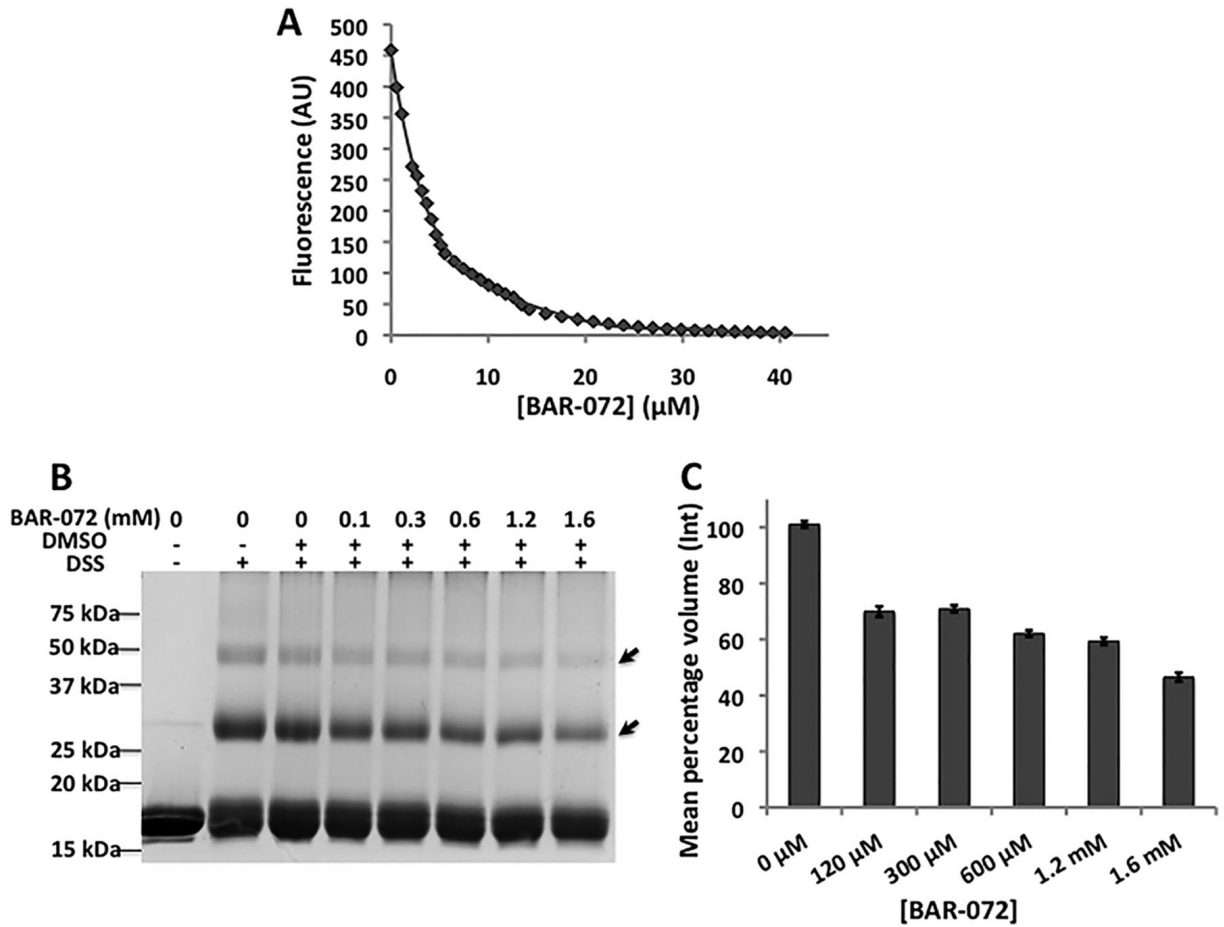 A
500
450
400
350
300
250
200
150
100
50
0
Fluorescence (AU)
0 10 20 30 40
[BAR-072] (µM)
B
BAR-072 (mM) 0 0 0 0.1 0.3 0.6 1.2 1.6
DMSO - - + + + + + +
DSS - + + + + + + +
75 kDa
50 kDa
37 kDa
25 kDa
20 kDa
15 kDa
C
Mean percentage volume (Int)
100
80
60
40
20
0
0 µM 120 µM 300 µM 600 µM 1.2 mM 1.6 mM
[BAR-072]